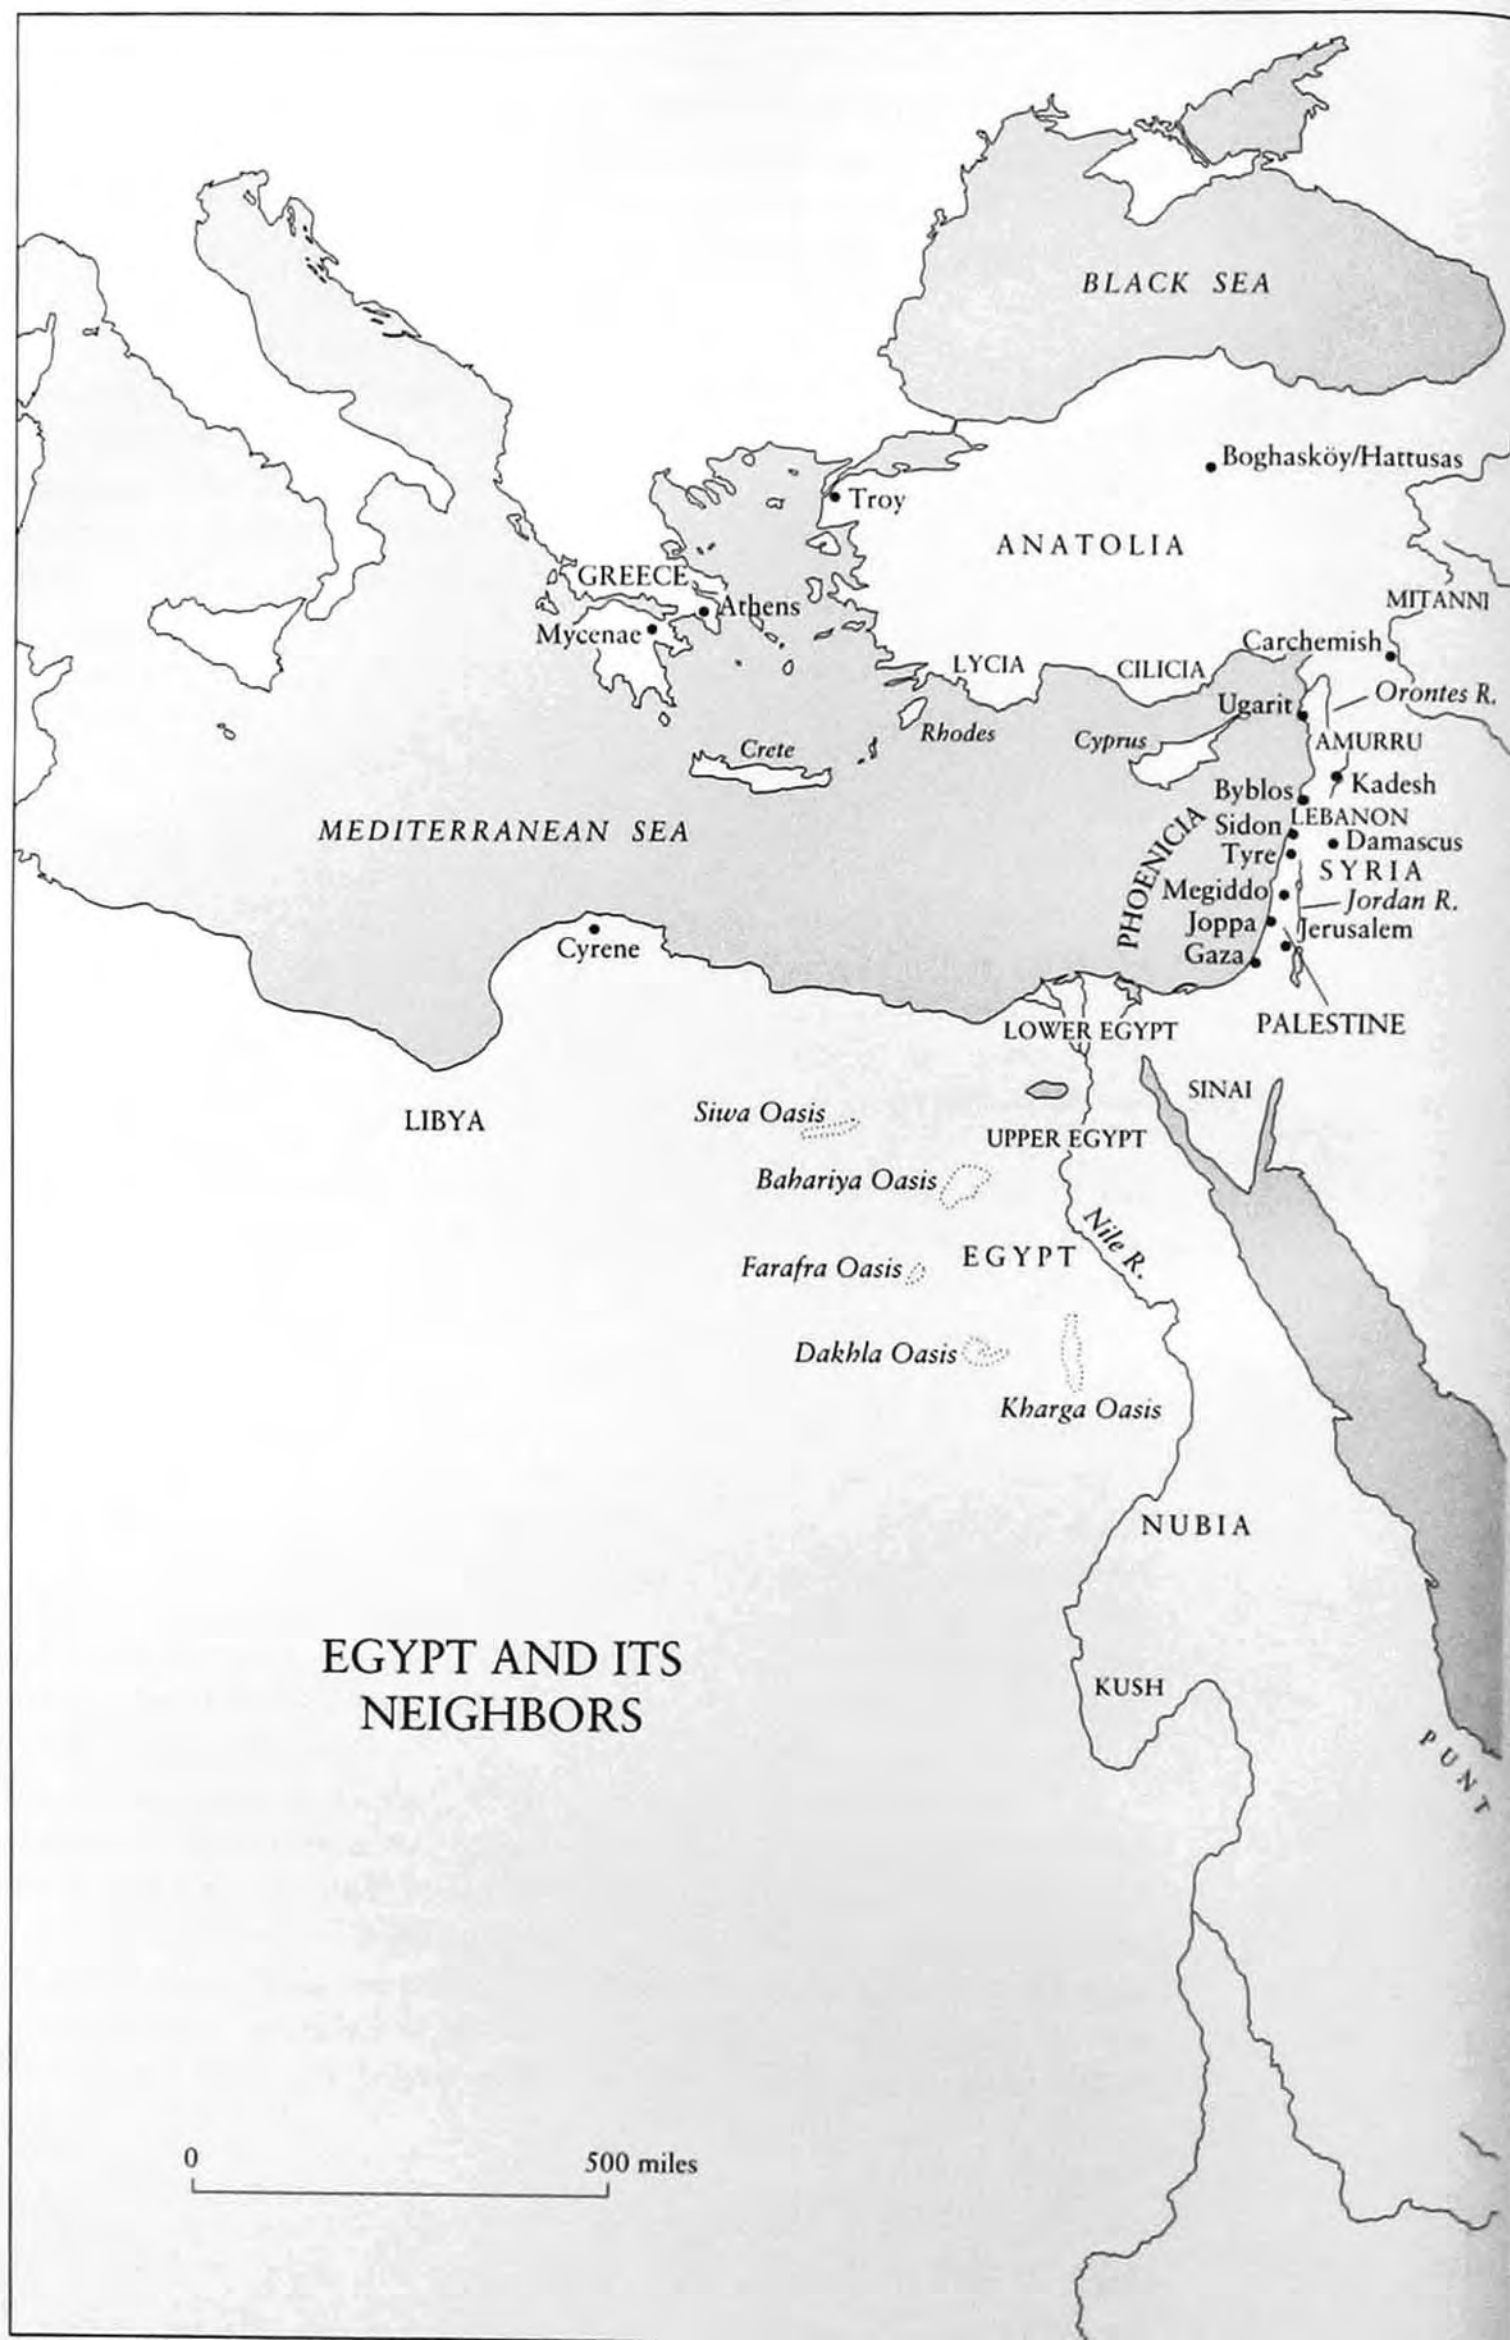 BLACK SEA
Boghasköy/Hattusas
Troy
ANATOLIA
GREECE
MITANNI
Athens
Mycenae
Carchemish
LYCIA
CILICIA
Orontes R.
Ugarit
Rhodes
Cyprus
AMURRU
Crete
Kadesh
Byblos
LEBANON
MEDITERRANEAN SEA
PHOENICIA
Sidon
Damascus
Tyre
SYRIA
Megiddo
Jordan R.
Joppa
Jerusalem
Cyrene
Gaza
LOWER EGYPT
PALESTINE
SINAI
Siwa Oasis
LIBYA
UPPER EGYPT
Bahariya Oasis
Nile R.
EGYPT
Farafra Oasis
Dakhla Oasis
Kharga Oasis
NUBIA
EGYPT AND ITS
NEIGHBORS
KUSH
PUNT
0
500 miles